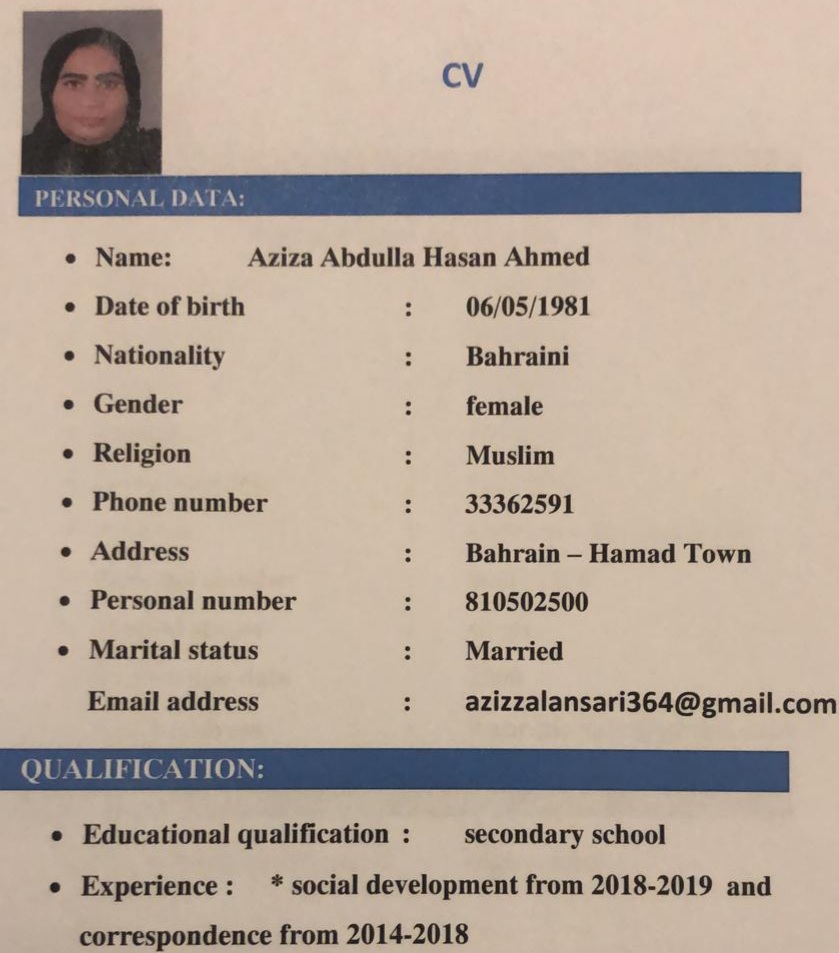 CV
PERSONAL DATA:
• Name: Aziza Abdulla Hasan Ahmed
• Date of birth : 06/05/1981
• Nationality : Bahraini
• Gender : female
• Religion : Muslim
• Phone number : 33362591
• Address : Bahrain – Hamad Town
• Personal number : 810502500
• Marital status : Married
Email address : azizzalansari364@gmail.com
QUALIFICATION:
• Educational qualification : secondary school
• Experience : * social development from 2018-2019 and
correspondence from 2014-2018